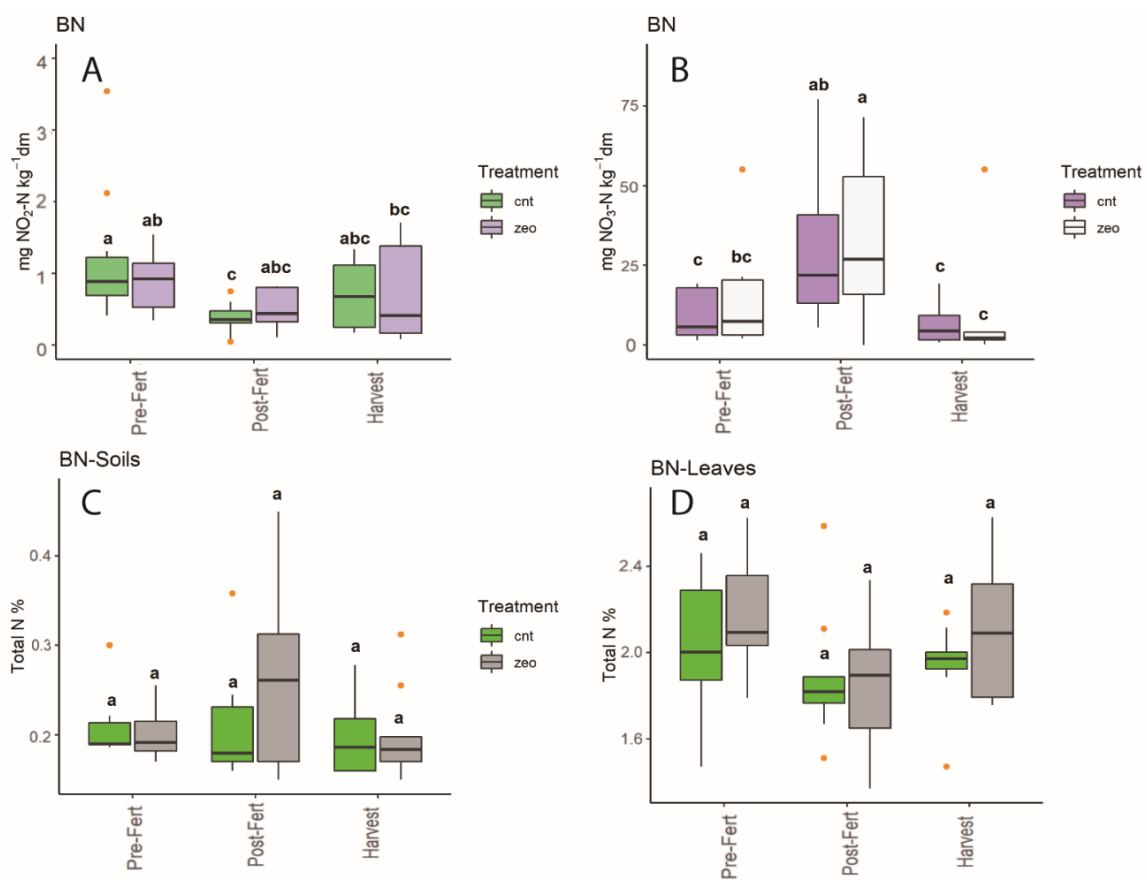 BN
A
mg NO₂-N kg⁻¹dm
4
3
2
1
0
a
ab
c
abc
abc
bc
Pre-Fert
Post-Fert
Harvest
Treatment
cnt
zeo
BN
B
mg NO₃-N kg⁻¹dm
75
50
25
0
c
bc
ab
a
c
c
Pre-Fert
Post-Fert
Harvest
Treatment
cnt
zeo
BN-Soils
C
Total N %
0.4
0.3
0.2
a
a
a
a
a
a
Pre-Fert
Post-Fert
Harvest
Treatment
cnt
zeo
BN-Leaves
D
Total N %
2.4
2.0
1.6
a
a
a
a
a
a
Pre-Fert
Post-Fert
Harvest